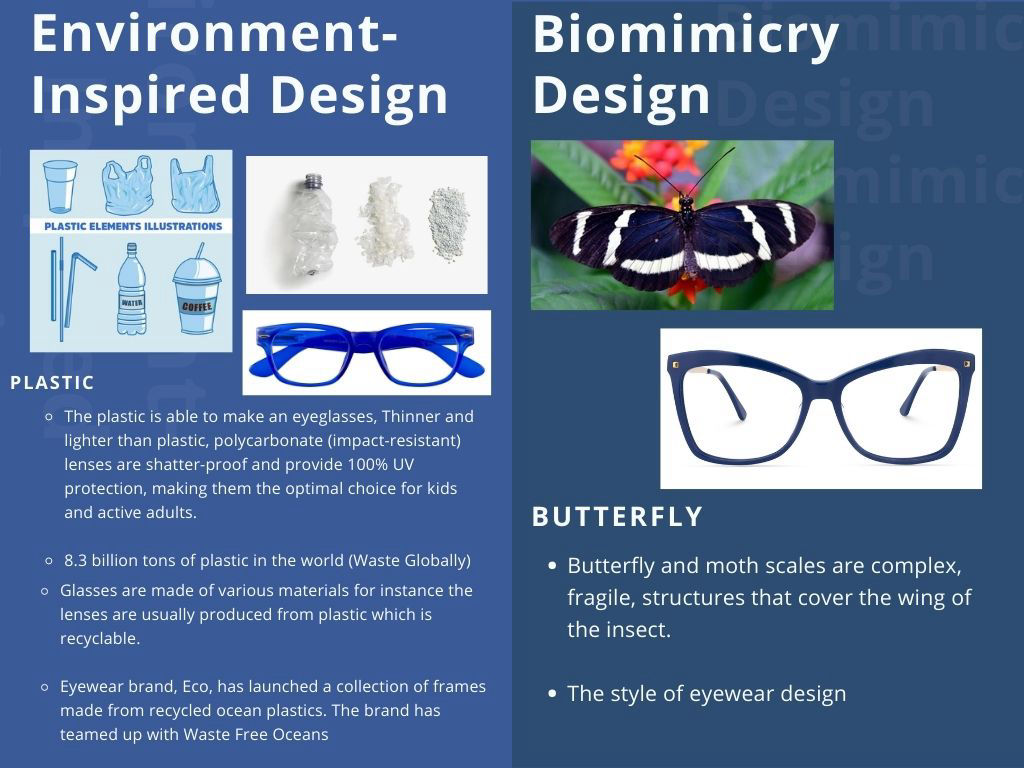 Environment-
Inspired Design
PLASTIC ELEMENTS ILLUSTRATIONS
WATER
COFFEE
PLASTIC
The plastic is able to make an eyeglasses, Thinner and
lighter than plastic, polycarbonate (impact-resistant)
lenses are shatter-proof and provide 100% UV
protection, making them the optimal choice for kids
and active adults.
8.3 billion tons of plastic in the world (Waste Globally)
Glasses are made of various materials for instance the
lenses are usually produced from plastic which is
recyclable.
Eyewear brand, Eco, has launched a collection of frames
made from recycled ocean plastics. The brand has
teamed up with Waste Free Oceans
Biomimicry
Design
BUTTERFLY
Butterfly and moth scales are complex,
fragile, structures that cover the wing of
the insect.
The style of eyewear design